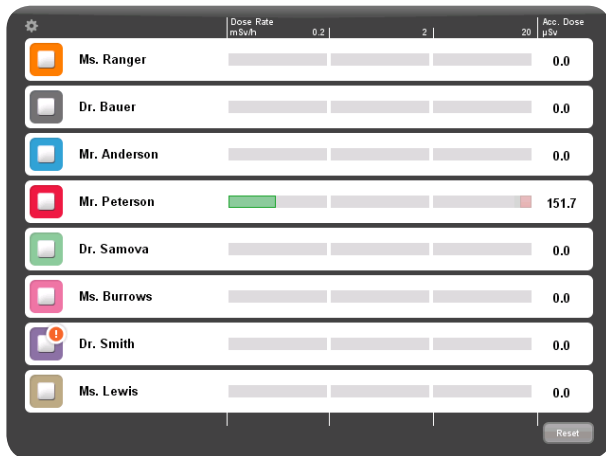 Dose Rate
mSv/h 0.2 2 20
Acc. Dose
µSv
Ms. Ranger 0.0
Dr. Bauer 0.0
Mr. Anderson 0.0
Mr. Peterson 151.7
Dr. Samova 0.0
Ms. Burrows 0.0
! Dr. Smith 0.0
Ms. Lewis 0.0
Reset